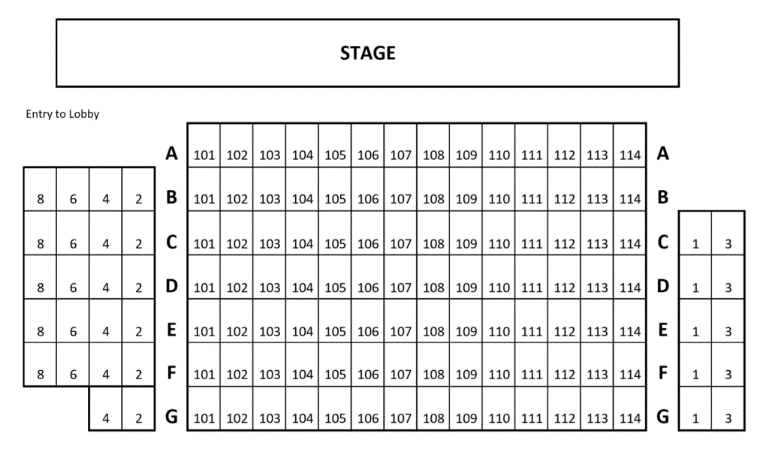 STAGE
Entry to Lobby
A 101 102 103 104 105 106 107 108 109 110 111 112 113 114 A
8 6 4 2 B 101 102 103 104 105 106 107 108 109 110 111 112 113 114 B
8 6 4 2 C 101 102 103 104 105 106 107 108 109 110 111 112 113 114 C 1 3
8 6 4 2 D 101 102 103 104 105 106 107 108 109 110 111 112 113 114 D 1 3
8 6 4 2 E 101 102 103 104 105 106 107 108 109 110 111 112 113 114 E 1 3
8 6 4 2 F 101 102 103 104 105 106 107 108 109 110 111 112 113 114 F 1 3
4 2 G 101 102 103 104 105 106 107 108 109 110 111 112 113 114 G 1 3